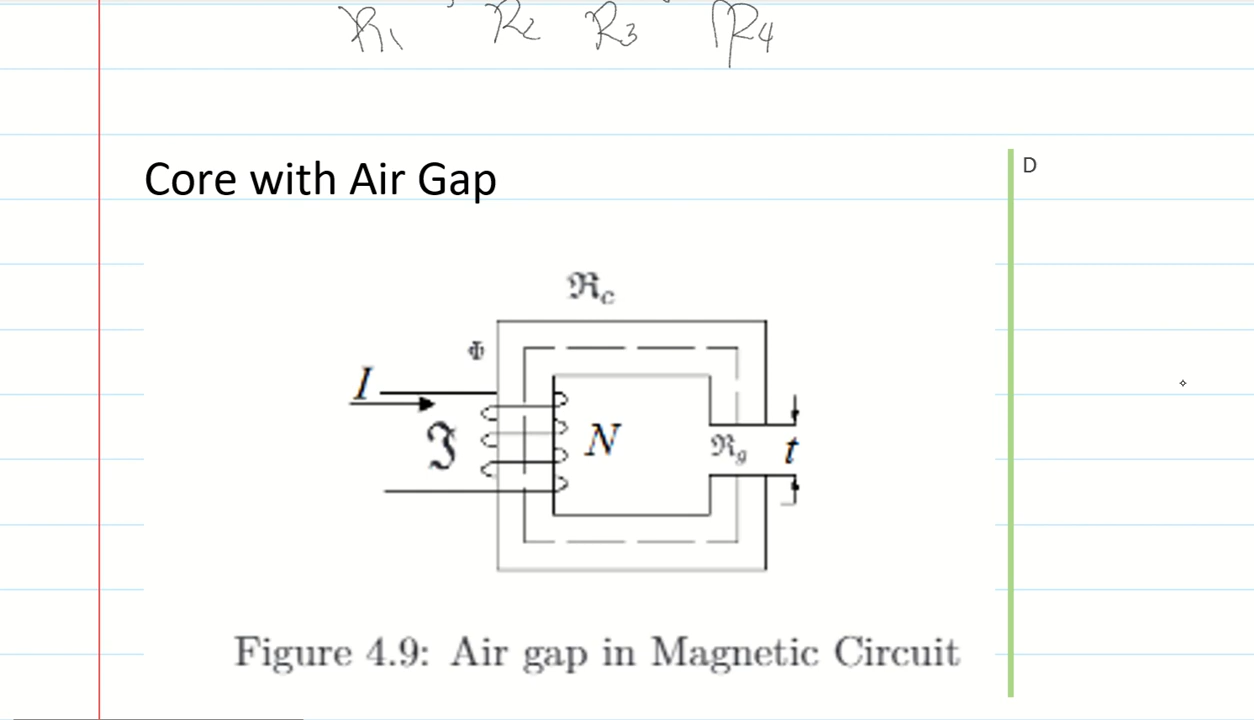 R1 R2 R3 R4
Core with Air Gap
D
ℜc
Φ
I
ℑ N ℜg t
Figure 4.9: Air gap in Magnetic Circuit